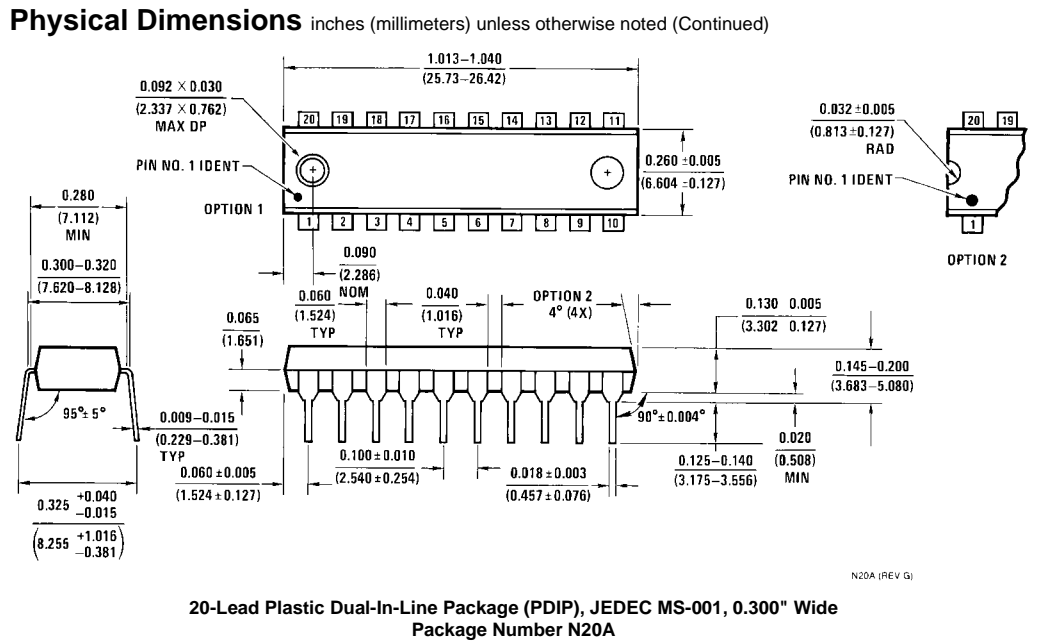 Physical Dimensions inches (millimeters) unless otherwise noted (Continued)
1.013–1.040
(25.73–26.42)
0.092 × 0.030
(2.337 × 0.762)
MAX DP
20 19 18 17 16 15 14 13 12 11
PIN NO. 1 IDENT
OPTION 1
1 2 3 4 5 6 7 8 9 10
0.260 ±0.005
(6.604 ±0.127)
0.032 ±0.005
(0.813 ±0.127)
RAD
20 19
PIN NO. 1 IDENT
1
OPTION 2
0.280
(7.112)
MIN
0.300–0.320
(7.620–8.128)
0.090
(2.286)
NOM
0.060
(1.524)
TYP
0.040
(1.016)
TYP
OPTION 2
4° (4X)
0.130 0.005
(3.302 0.127)
0.065
(1.651)
0.145–0.200
(3.683–5.080)
95°± 5°
0.009–0.015
(0.229–0.381)
TYP
90°±0.004°
0.020
(0.508)
MIN
0.125–0.140
(3.175–3.556)
0.100 ±0.010
(2.540 ±0.254)
0.018 ±0.003
(0.457 ±0.076)
0.060 ±0.005
(1.524 ±0.127)
0.325 +0.040
−0.015
(8.255 +1.016
−0.381)
N20A (REV G)
20-Lead Plastic Dual-In-Line Package (PDIP), JEDEC MS-001, 0.300" Wide
Package Number N20A